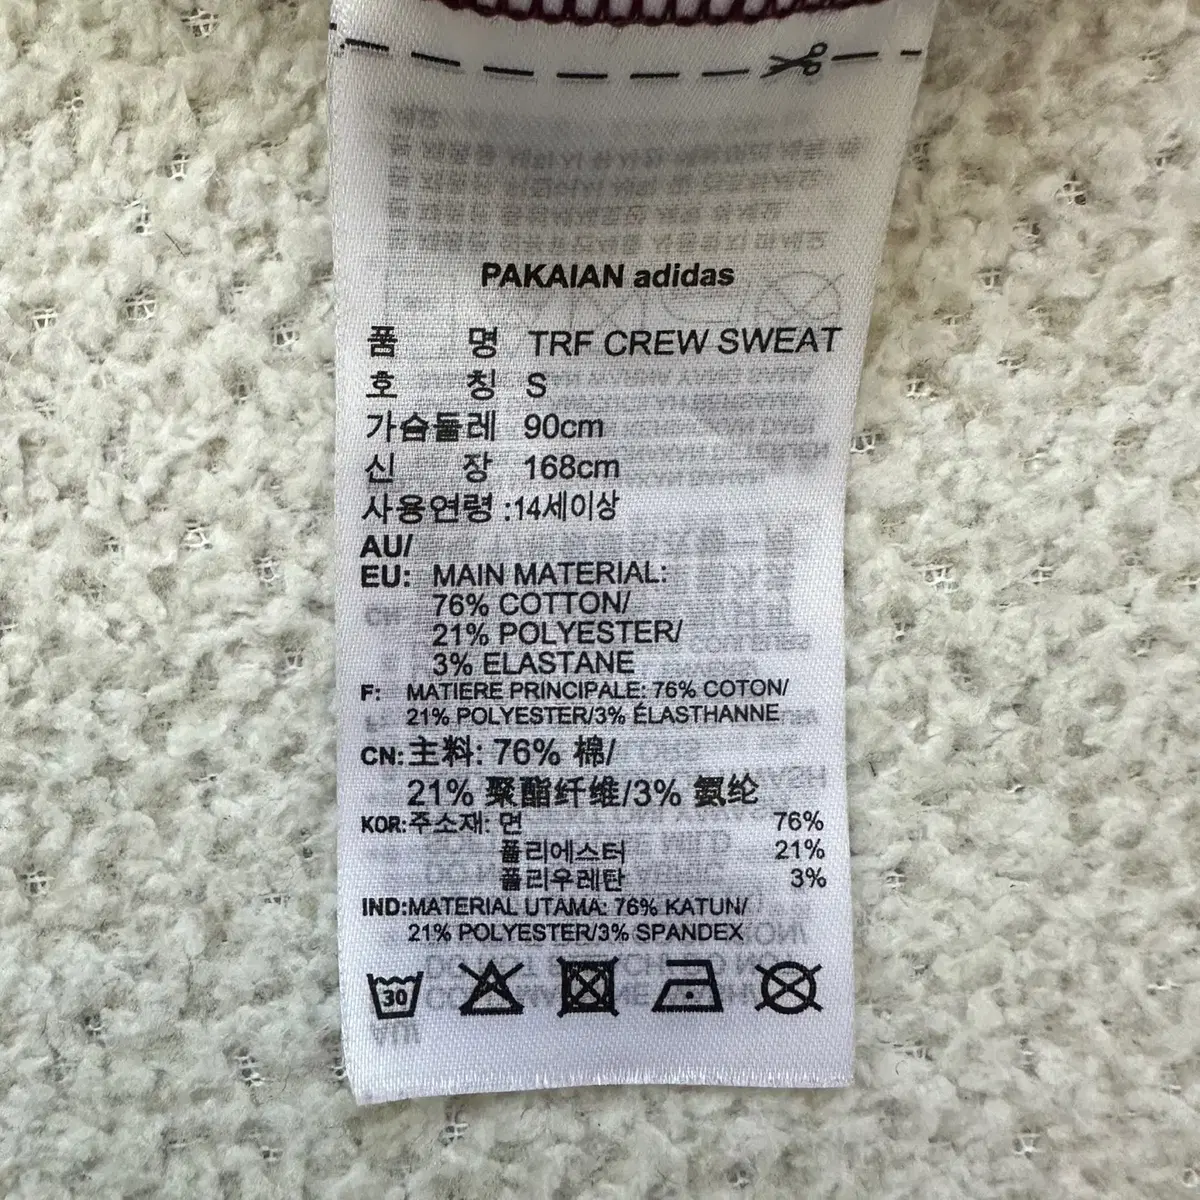 PAKAIAN adidas
품 명 TRF CREW SWEAT
호 칭 S
가슴둘레 90cm
신 장 168cm
사용연령 :14세이상
AU/
EU: MAIN MATERIAL:
76% COTTON/
21% POLYESTER/
3% ELASTANE
F: MATIERE PRINCIPALE: 76% COTON/
21% POLYESTER/3% ÉLASTHANNE
CN: 主料: 76% 棉/
21% 聚酯纤维/3% 氨纶
KOR:주소재: 면 76%
폴리에스터 21%
폴리우레탄 3%
IND:MATERIAL UTAMA: 76% KATUN/
21% POLYESTER/3% SPANDEX
30